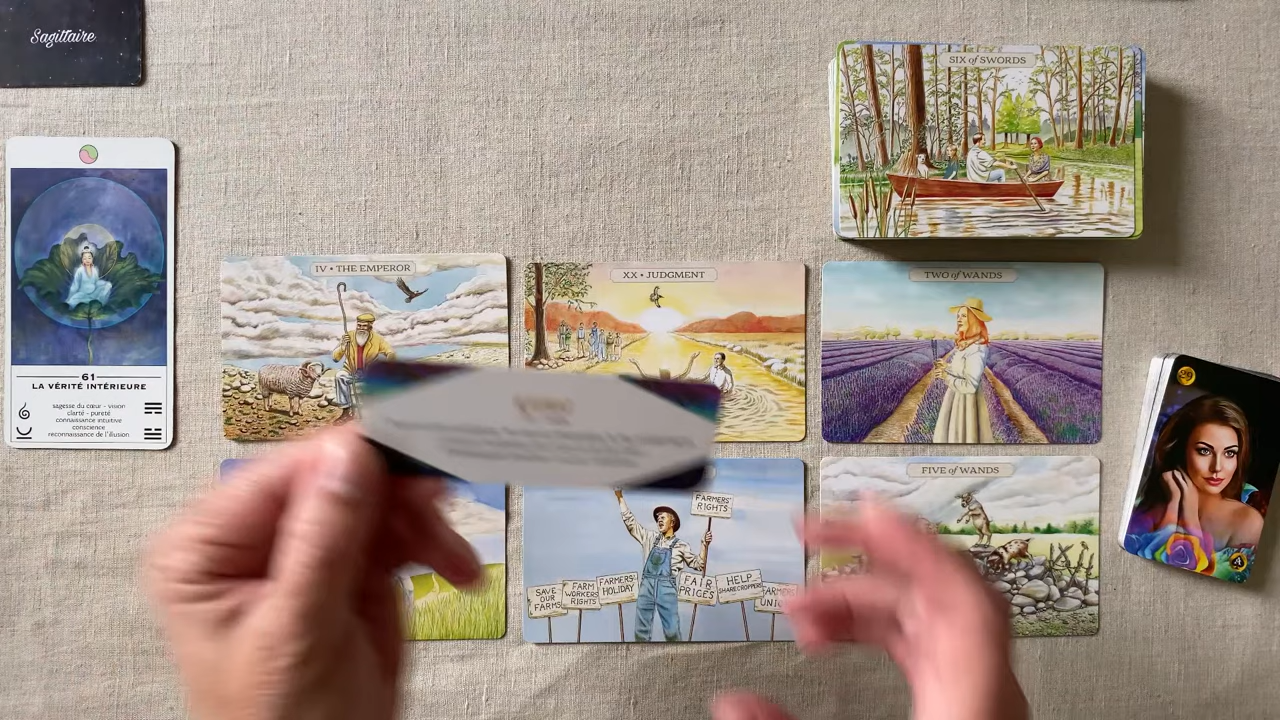 Sagittaire
SIX of SWORDS
61
LA VÉRITÉ INTÉRIEURE
sagesse du cœur - vision
clarté - pureté
connaissance intuitive
conscience
reconnaissance de l'illusion
IV • THE EMPEROR
XX • JUDGMENT
TWO of WANDS
FIVE of WANDS
FARMERS'
RIGHTS
SAVE
OUR
FARMS
FARM
WORKERS
RIGHTS
FARMERS'
HOLIDAY
FAIR
PRICES
HELP
SHARECROPPERS
FARMERS
UNION